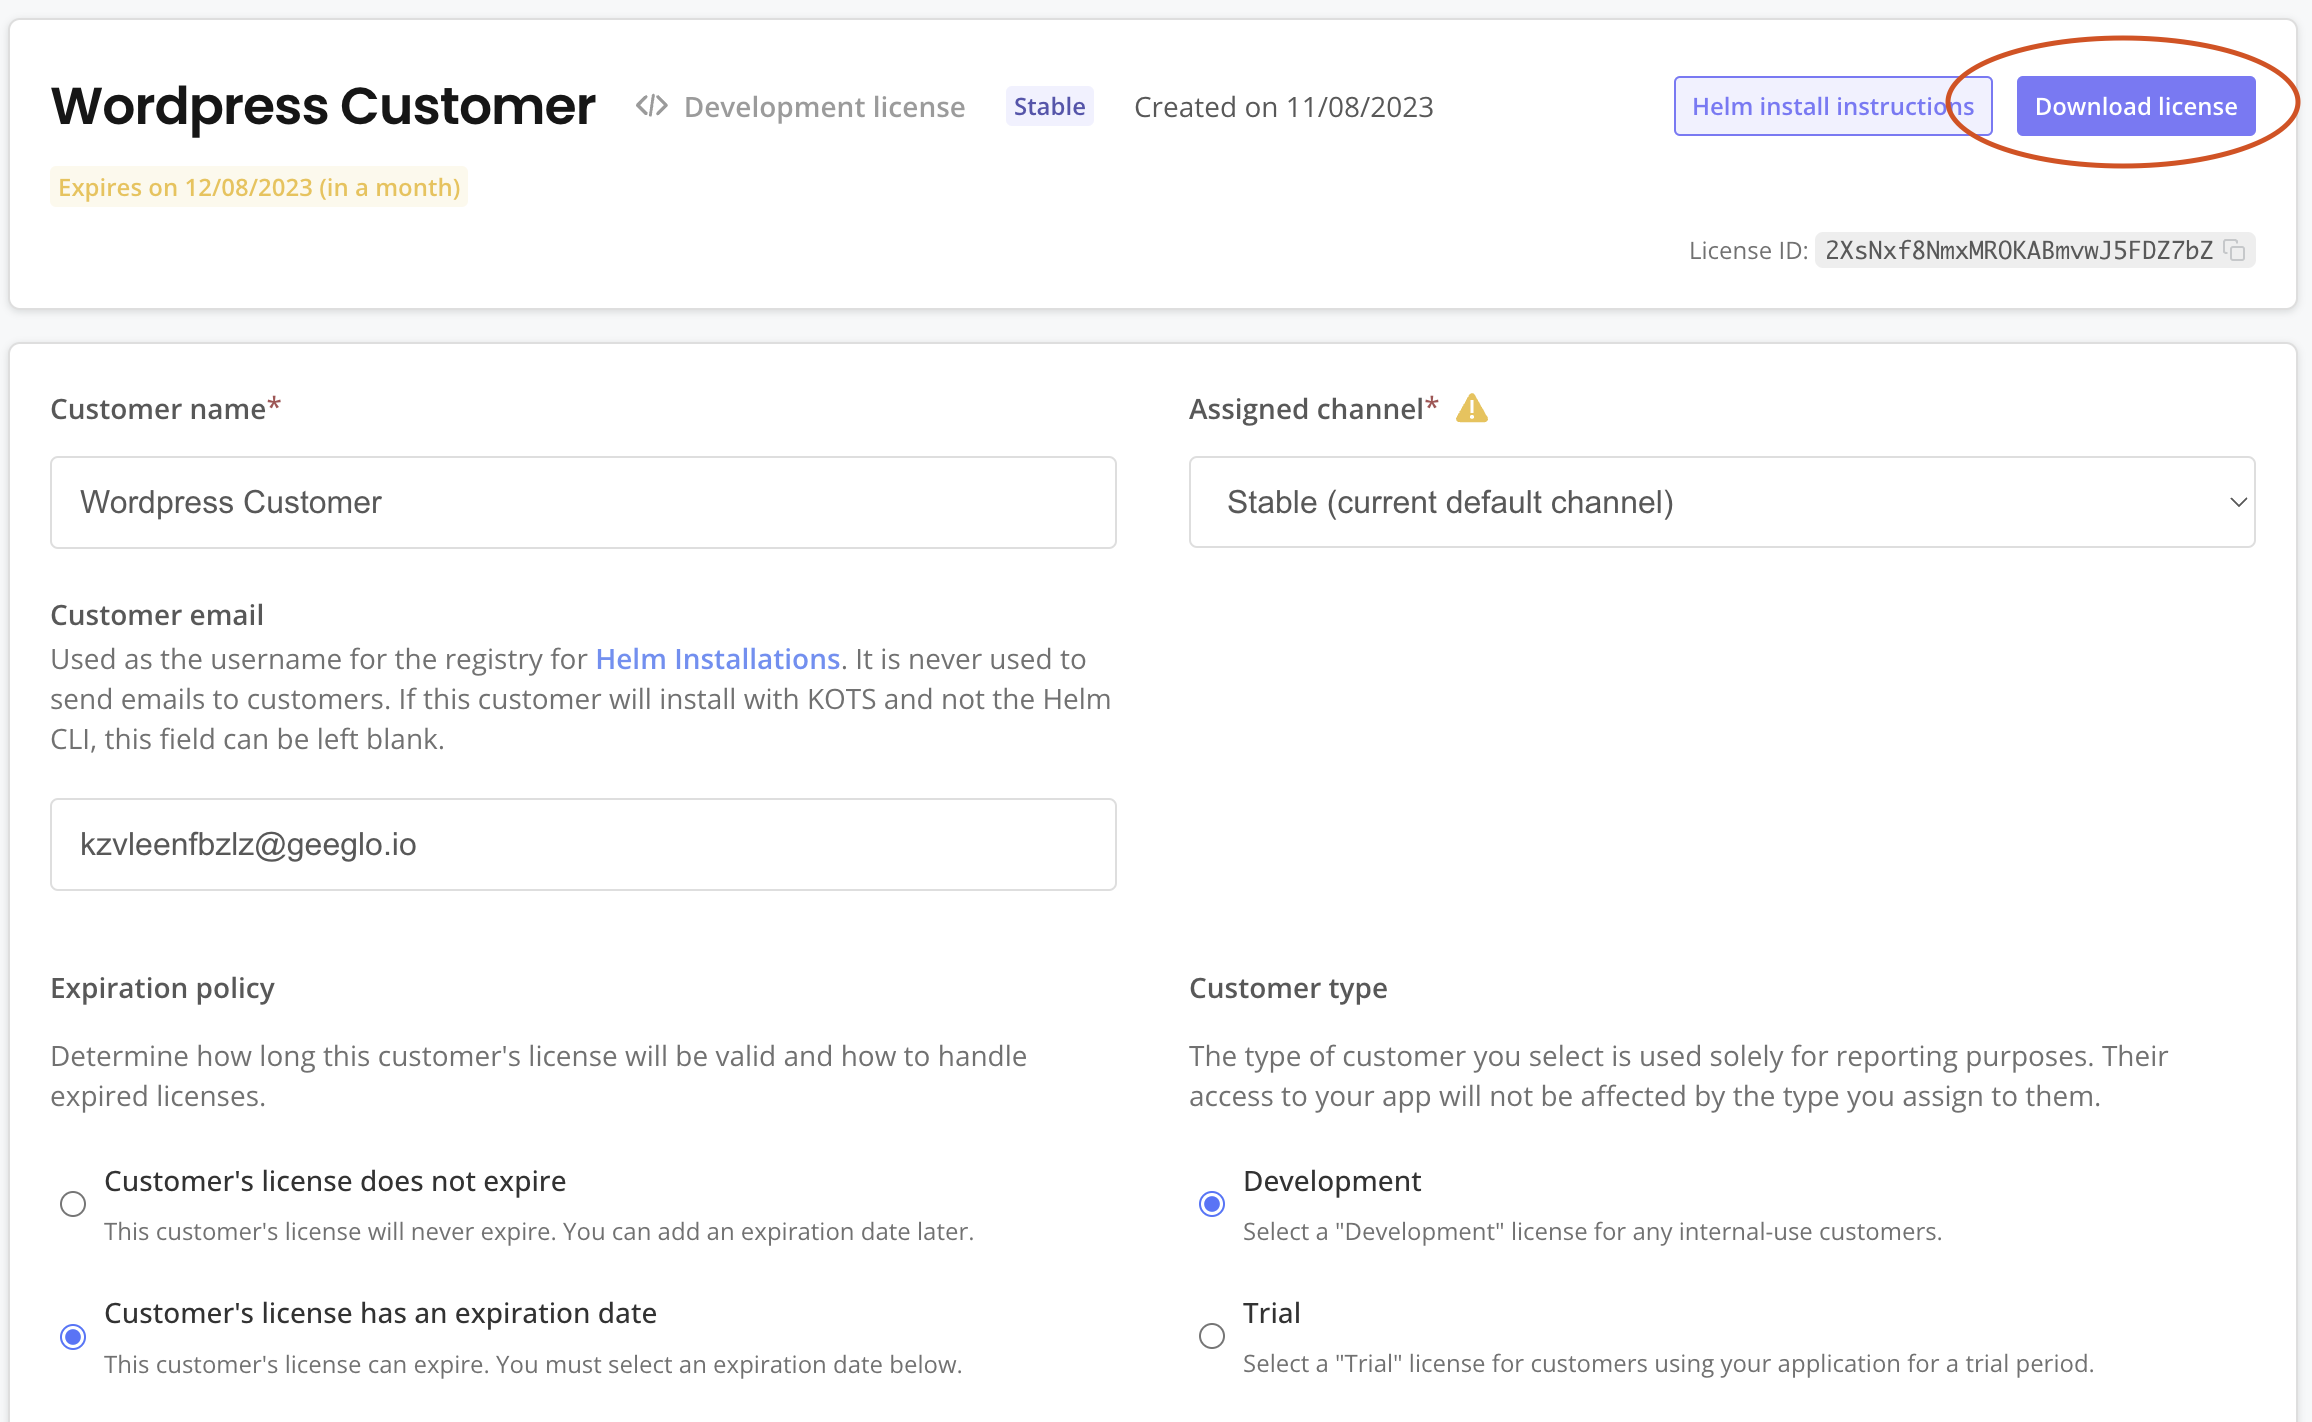 Wordpress Customer </> Development license Stable Created on 11/08/2023 Helm install instructions Download license
Expires on 12/08/2023 (in a month)
License ID: 2XsNxf8NmxMROKABmvwJ5FDZ7bZ
Customer name*
Wordpress Customer
Assigned channel*
Stable (current default channel)
Customer email
Used as the username for the registry for Helm Installations. It is never used to
send emails to customers. If this customer will install with KOTS and not the Helm
CLI, this field can be left blank.
kzvleenfbzlz@geeglo.io
Expiration policy
Determine how long this customer's license will be valid and how to handle
expired licenses.
Customer's license does not expire
This customer's license will never expire. You can add an expiration date later.
Customer's license has an expiration date
This customer's license can expire. You must select an expiration date below.
Customer type
The type of customer you select is used solely for reporting purposes. Their
access to your app will not be affected by the type you assign to them.
Development
Select a "Development" license for any internal-use customers.
Trial
Select a "Trial" license for customers using your application for a trial period.